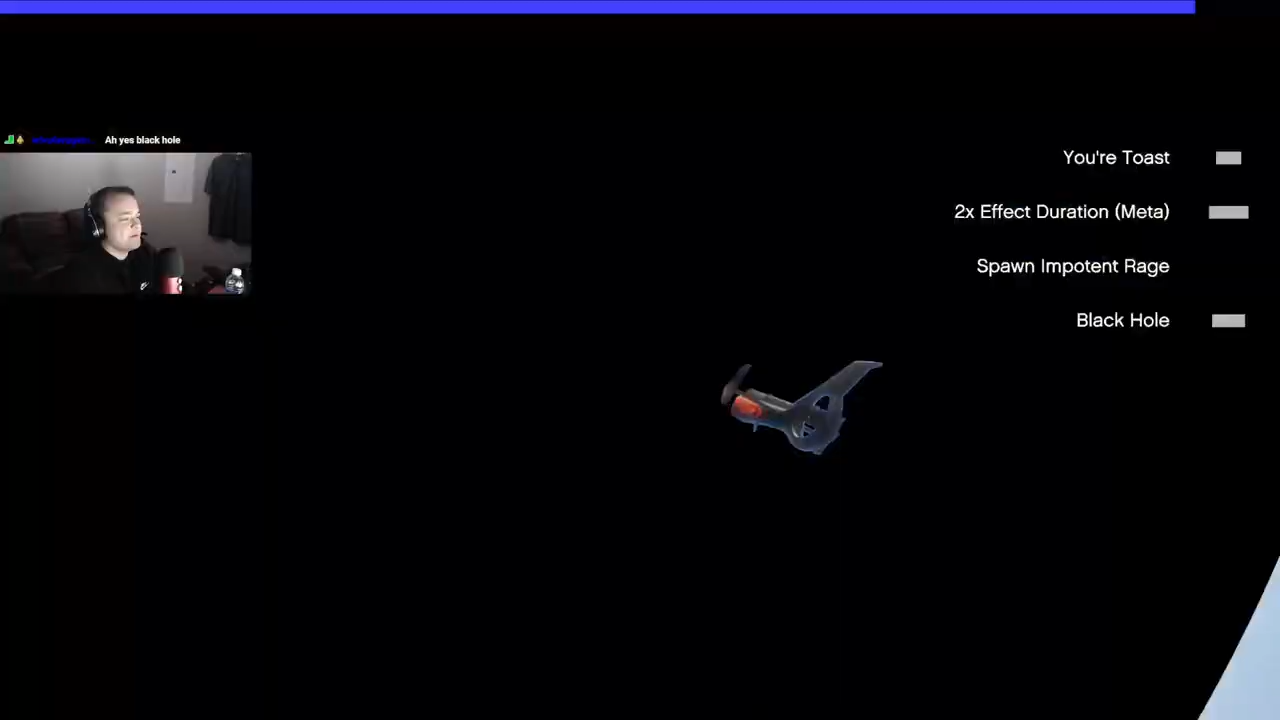 Ah yes black hole
You're Toast
2x Effect Duration (Meta)
Spawn Impotent Rage
Black Hole